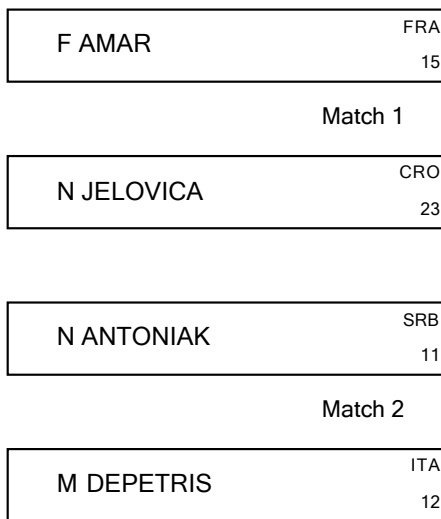 F AMAR FRA
15
Match 1
N JELOVICA CRO
23
N ANTONIAK SRB
11
Match 2
M DEPETRIS ITA
12